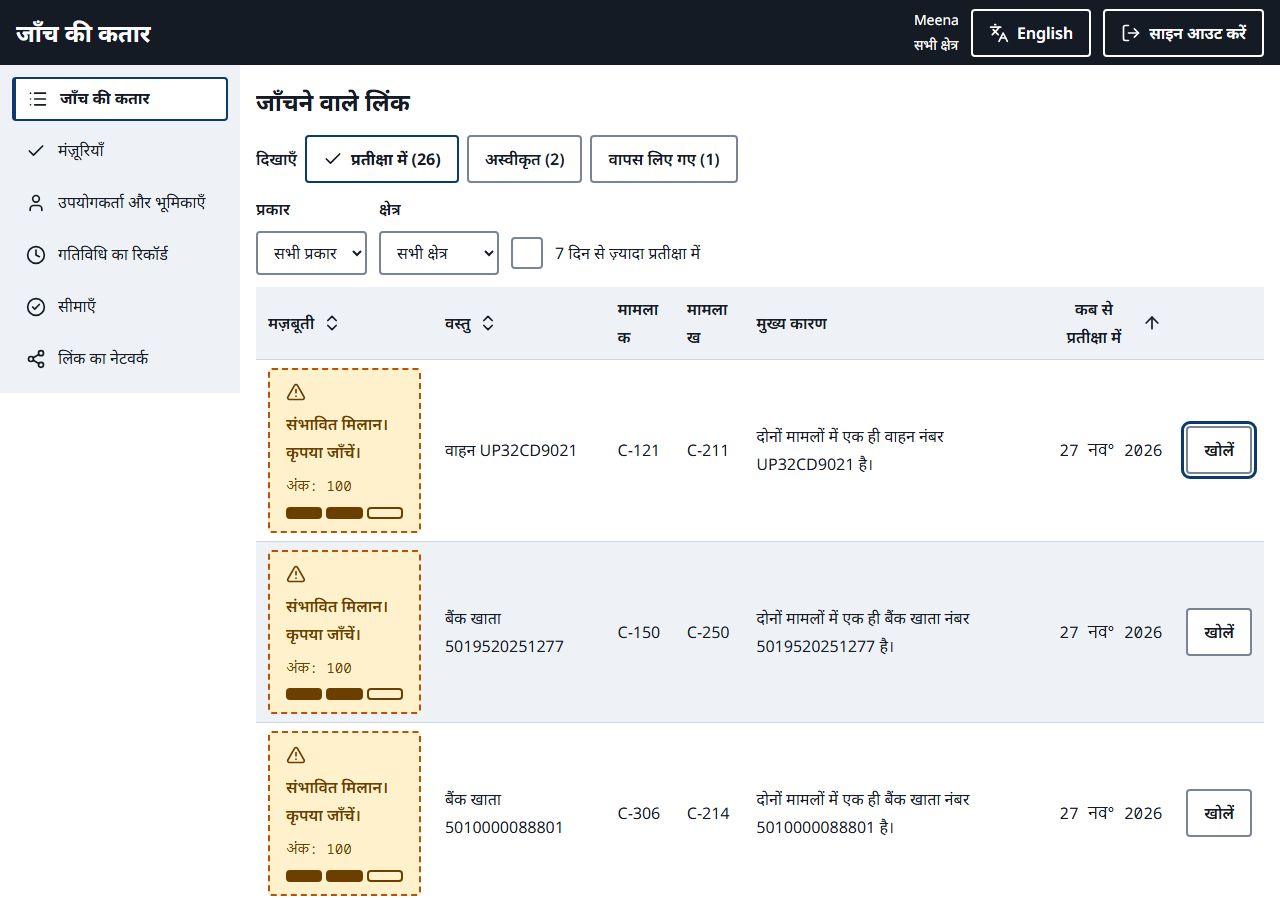 जाँच की कतार
Meena
सभी क्षेत्र
English
साइन आउट करें
जाँच की कतार
मंज़ूरियाँ
उपयोगकर्ता और भूमिकाएँ
गतिविधि का रिकॉर्ड
सीमाएँ
लिंक का नेटवर्क
जाँचने वाले लिंक
दिखाएँ
प्रतीक्षा में (26)
अस्वीकृत (2)
वापस लिए गए (1)
प्रकार
क्षेत्र
सभी प्रकार
सभी क्षेत्र
7 दिन से ज़्यादा प्रतीक्षा में
मज़बूती
वस्तु
मामला
क
मामला
ख
मुख्य कारण
कब से
प्रतीक्षा में
संभावित मिलान।
कृपया जाँचें।
अंक: 100
वाहन UP32CD9021
C-121
C-211
दोनों मामलों में एक ही वाहन नंबर
UP32CD9021 है।
27 नव॰ 2026
खोलें
संभावित मिलान।
कृपया जाँचें।
अंक: 100
बैंक खाता
5019520251277
C-150
C-250
दोनों मामलों में एक ही बैंक खाता नंबर
5019520251277 है।
27 नव॰ 2026
खोलें
संभावित मिलान।
कृपया जाँचें।
अंक: 100
बैंक खाता
5010000088801
C-306
C-214
दोनों मामलों में एक ही बैंक खाता नंबर
5010000088801 है।
27 नव॰ 2026
खोलें